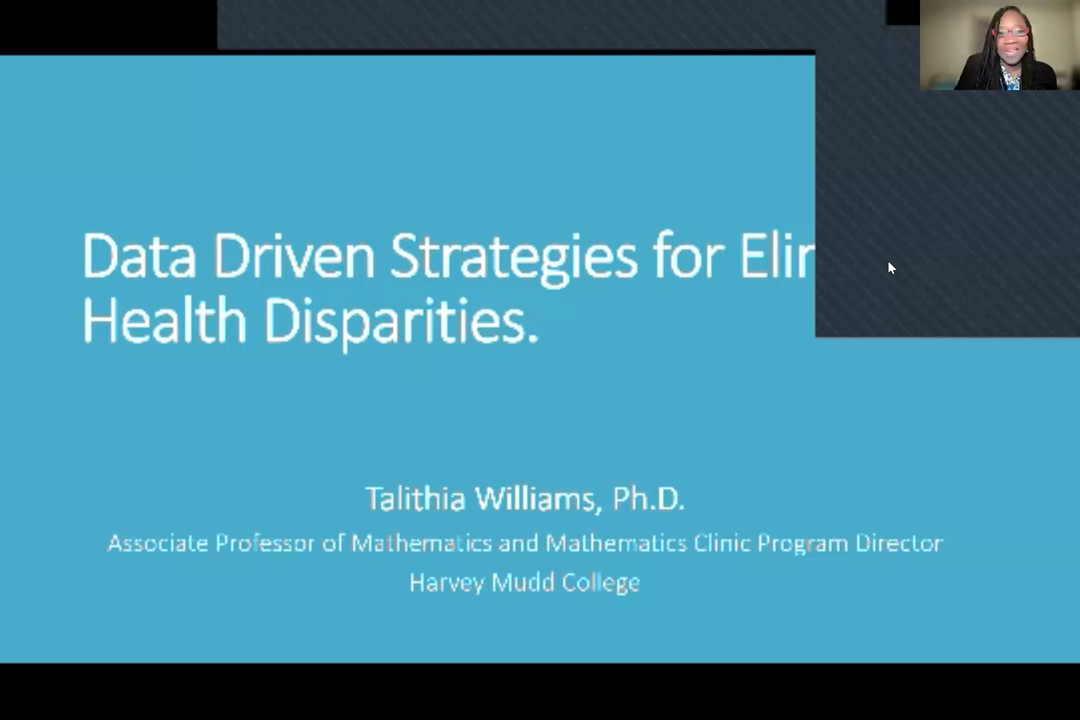 Data Driven Strategies for
Health Disparities.
Talithia Williams, Ph.D.
Associate Professor of Mathematics and Mathematics Clinic Program Director
Harvey Mudd College